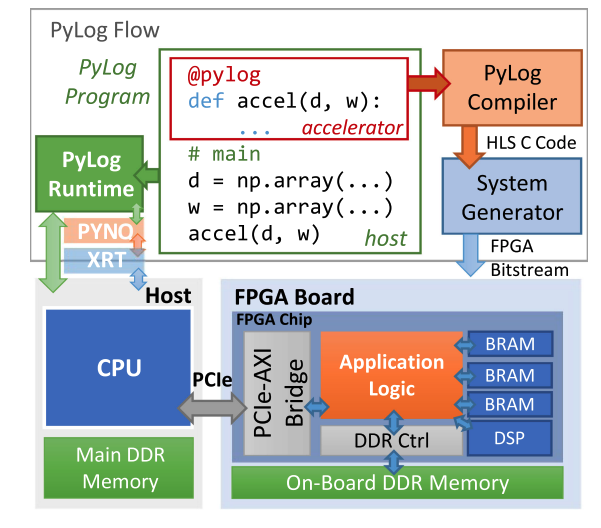 PyLog Flow
PyLog
Program
@pylog
def accel(d, w):
...
accelerator
# main
d = np.array(...)
w = np.array(...)
accel(d, w)
host
PyLog
Compiler
HLS C Code
System
Generator
FPGA
Bitstream
PyLog
Runtime
PYNQ
XRT
Host
CPU
Main DDR
Memory
PCIe
FPGA Board
FPGA Chip
PCIe-AXI
Bridge
Application
Logic
DDR Ctrl
BRAM
BRAM
BRAM
DSP
On-Board DDR Memory